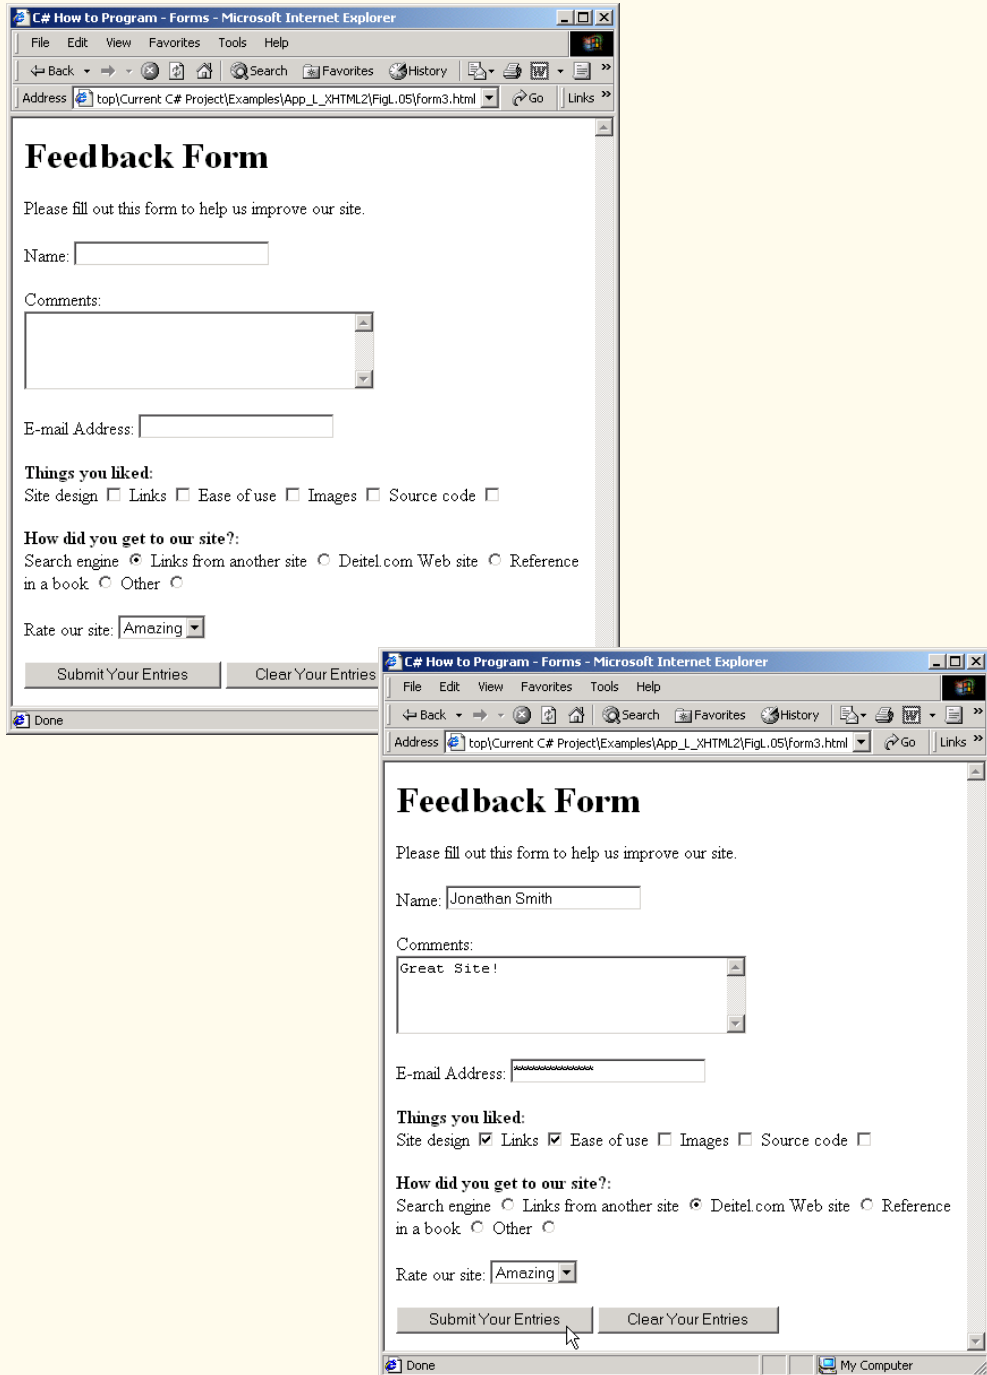 C# How to Program - Forms - Microsoft Internet Explorer
File Edit View Favorites Tools Help
Back Search Favorites History
Address top\Current C# Project\Examples\App_L_XHTML2\FigL.05\form3.html Go Links »
Feedback Form
Please fill out this form to help us improve our site.
Name:
Comments:
E-mail Address:
Things you liked:
Site design Links Ease of use Images Source code
How did you get to our site?:
Search engine Links from another site Deitel.com Web site Reference
in a book Other
Rate our site: Amazing
Submit Your Entries Clear Your Entries
Done
C# How to Program - Forms - Microsoft Internet Explorer
File Edit View Favorites Tools Help
Back Search Favorites History
Address top\Current C# Project\Examples\App_L_XHTML2\FigL.05\form3.html Go Links »
Feedback Form
Please fill out this form to help us improve our site.
Name: Jonathan Smith
Comments:
Great Site!
E-mail Address:
Things you liked:
Site design Links Ease of use Images Source code
How did you get to our site?:
Search engine Links from another site Deitel.com Web site Reference
in a book Other
Rate our site: Amazing
Submit Your Entries Clear Your Entries
Done My Computer